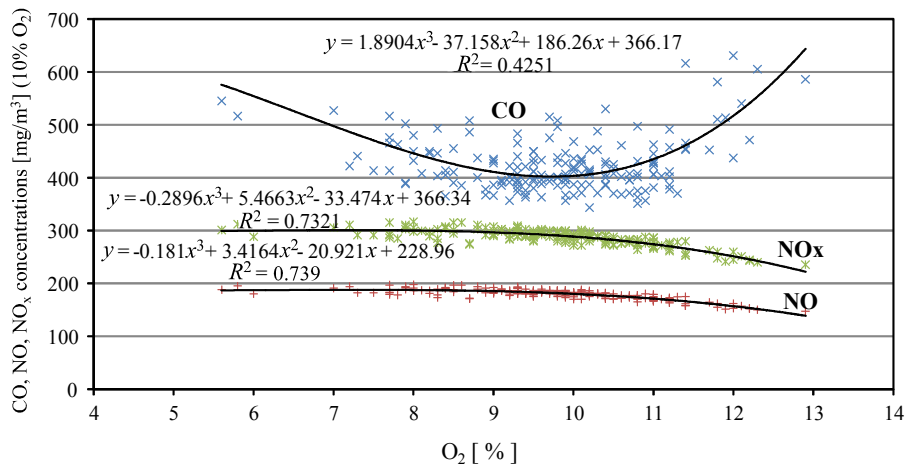 CO, NO, NOₓ concentrations [mg/m³] (10% O₂)
700
600
500
400
300
200
100
0
y = 1.8904x³- 37.158x²+ 186.26x + 366.17
R²= 0.4251
CO
y = -0.2896x³+ 5.4663x²- 33.474x + 366.34
R² = 0.7321
NOx
y = -0.181x³+ 3.4164x²- 20.921x + 228.96
R² = 0.739
NO
4 5 6 7 8 9 10 11 12 13 14
O₂ [ % ]